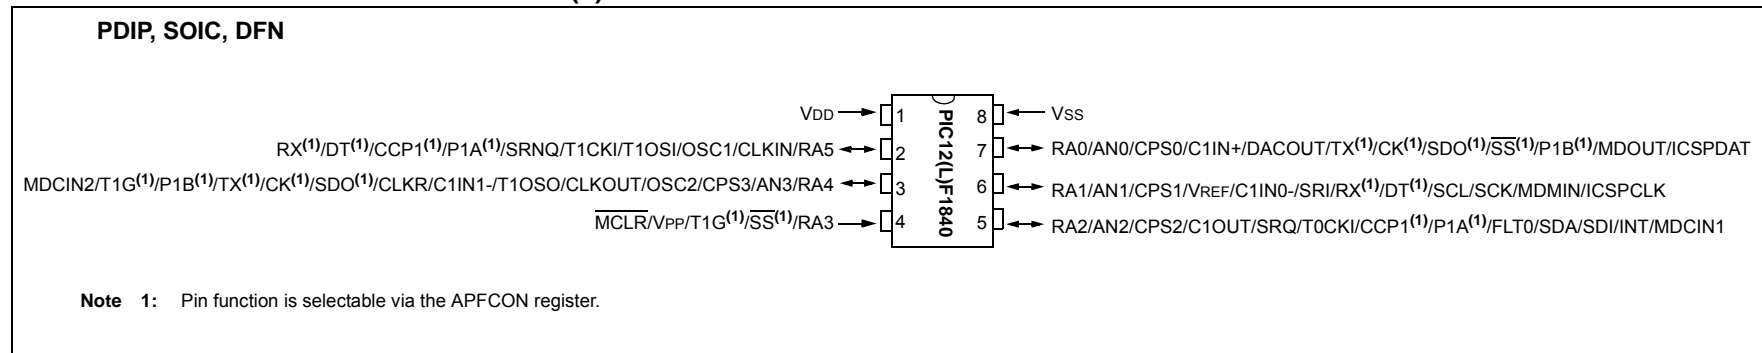 PDIP, SOIC, DFN
VDD 1
8 VSS
RX(1)/DT(1)/CCP1(1)/P1A(1)/SRNQ/T1CKI/T1OSI/OSC1/CLKIN/RA5 2
7 RA0/AN0/CPS0/C1IN+/DACOUT/TX(1)/CK(1)/SDO(1)/SS(1)/P1B(1)/MDOUT/ICSPDAT
MDCIN2/T1G(1)/P1B(1)/TX(1)/CK(1)/SDO(1)/CLKR/C1IN1-/T1OSO/CLKOUT/OSC2/CPS3/AN3/RA4 3
6 RA1/AN1/CPS1/VREF/C1IN0-/SRI/RX(1)/DT(1)/SCL/SCK/MDMIN/ICSPCLK
MCLR/VPP/T1G(1)/SS(1)/RA3 4
5 RA2/AN2/CPS2/C1OUT/SRQ/T0CKI/CCP1(1)/P1A(1)/FLT0/SDA/SDI/INT/MDCIN1
PIC12(L)F1840
Note 1: Pin function is selectable via the APFCON register.